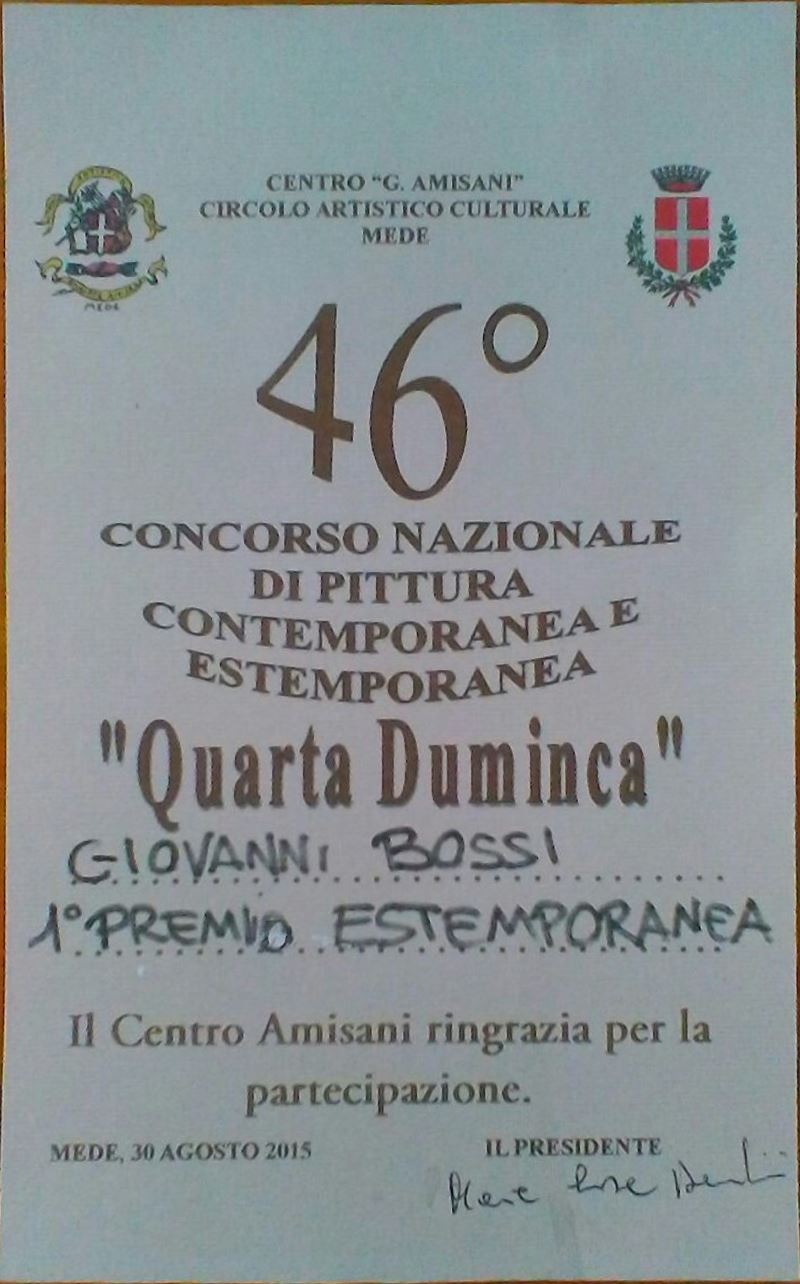 CENTRO "G. AMISANI"
CIRCOLO ARTISTICO CULTURALE
MEDE
MEDE
46°
CONCORSO NAZIONALE
DI PITTURA
CONTEMPORANEA E
ESTEMPORANEA
"Quarta Duminca"
GIOVANNI BOSSI
1° PREMIO ESTEMPORANEA
Il Centro Amisani ringrazia per la
partecipazione.
MEDE, 30 AGOSTO 2015
IL PRESIDENTE